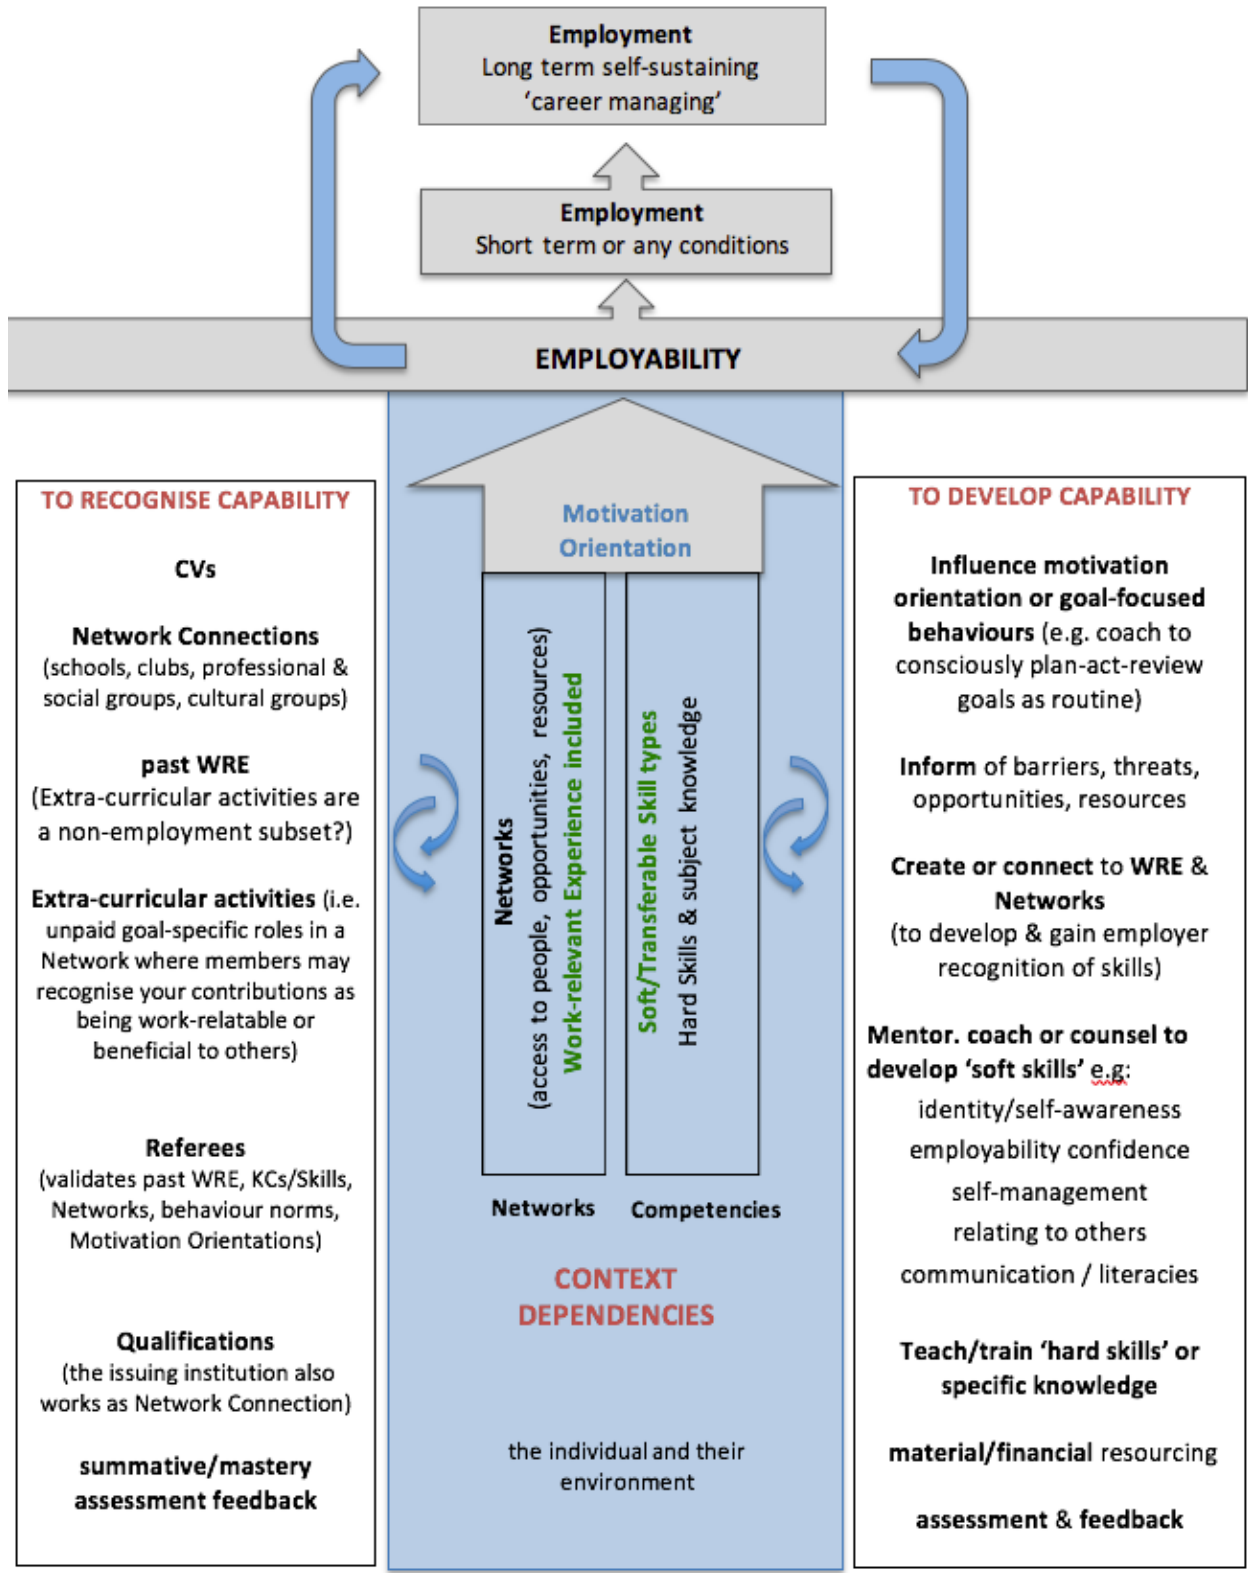 Employment
Long term self-sustaining
‘career managing’
Employment
Short term or any conditions
EMPLOYABILITY
TO RECOGNISE CAPABILITY
CVs
Network Connections
(schools, clubs, professional &
social groups, cultural groups)
past WRE
(Extra-curricular activities are
a non-employment subset?)
Extra-curricular activities (i.e.
unpaid goal-specific roles in a
Network where members may
recognise your contributions as
being work-relatable or
beneficial to others)
Referees
(validates past WRE, KCs/Skills,
Networks, behaviour norms,
Motivation Orientations)
Qualifications
(the issuing institution also
works as Network Connection)
summative/mastery
assessment feedback
Motivation
Orientation
Networks
(access to people, opportunities, resources)
Work-relevant Experience included
Soft/Transferable Skill types
Hard Skills & subject knowledge
Networks
Competencies
CONTEXT
DEPENDENCIES
the individual and their
environment
TO DEVELOP CAPABILITY
Influence motivation
orientation or goal-focused
behaviours (e.g. coach to
consciously plan-act-review
goals as routine)
Inform of barriers, threats,
opportunities, resources
Create or connect to WRE &
Networks
(to develop & gain employer
recognition of skills)
Mentor. coach or counsel to
develop ‘soft skills’ e.g:
identity/self-awareness
employability confidence
self-management
relating to others
communication / literacies
Teach/train ‘hard skills’ or
specific knowledge
material/financial resourcing
assessment & feedback